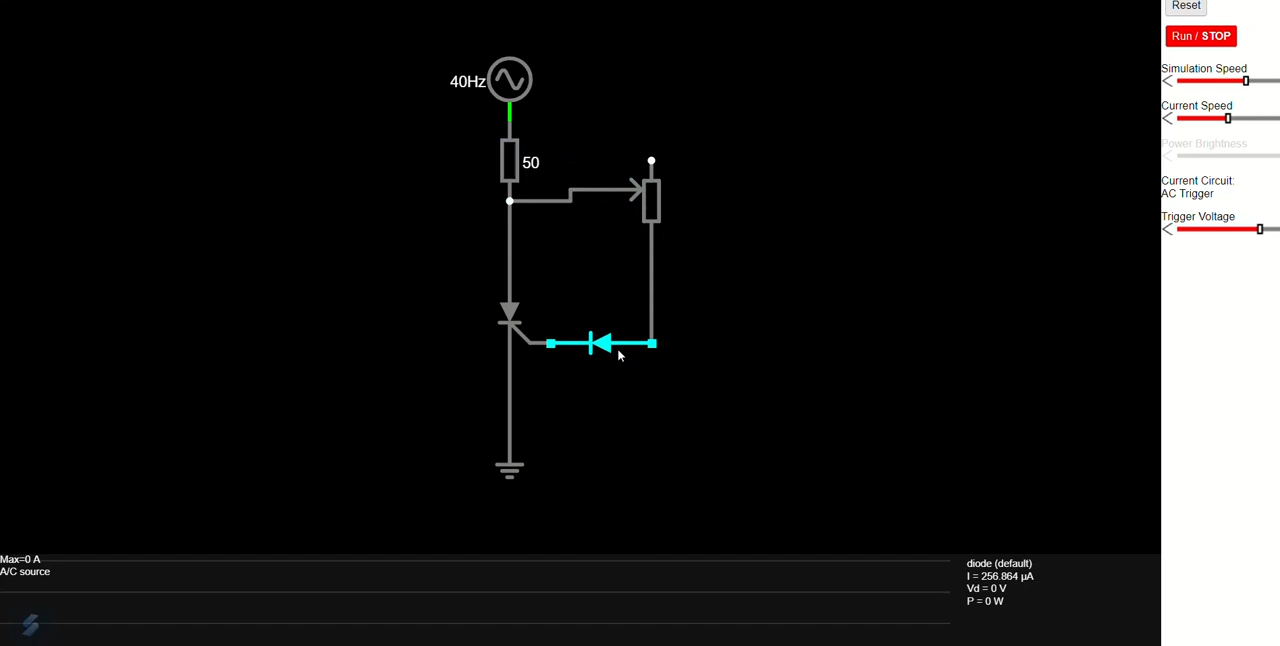 Reset
Run / STOP
40Hz
Simulation Speed
Current Speed
50
Power Brightness
Current Circuit:
AC Trigger
Trigger Voltage
Max=0 A
A/C source
diode (default)
I = 256.864 µA
Vd = 0 V
P = 0 W